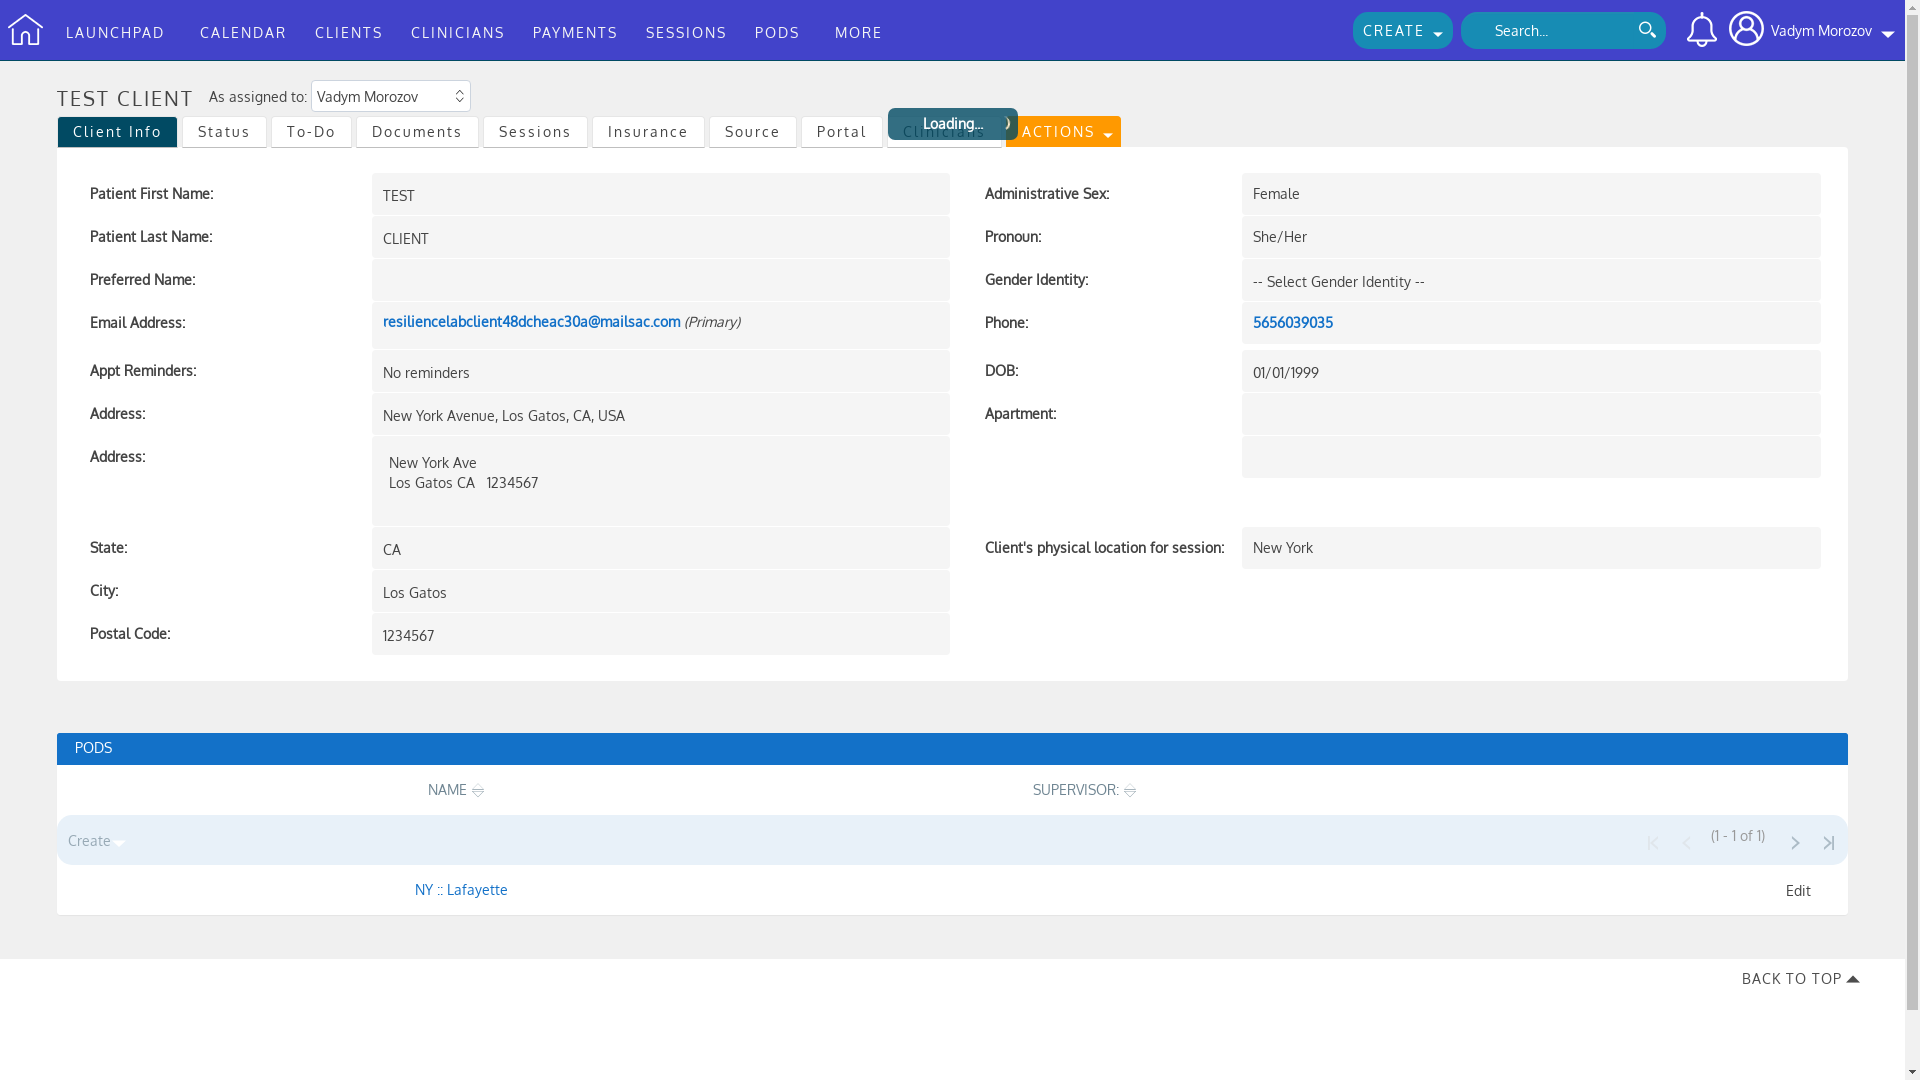 LAUNCHPAD CALENDAR CLIENTS CLINICIANS PAYMENTS SESSIONS PODS MORE CREATE Search... Vadym Morozov
TEST CLIENT As assigned to: Vadym Morozov
Loading...
Client Info Status To-Do Documents Sessions Insurance Source Portal Clinicians ACTIONS
Patient First Name: TEST Administrative Sex: Female
Patient Last Name: CLIENT Pronoun: She/Her
Preferred Name: Gender Identity: -- Select Gender Identity --
Email Address: resiliencelabclient48dcheac30a@mailsac.com (Primary) Phone: 5656039035
Appt Reminders: No reminders DOB: 01/01/1999
Address: New York Avenue, Los Gatos, CA, USA Apartment:
Address: New York Ave
Los Gatos CA 1234567
State: CA Client's physical location for session: New York
City: Los Gatos
Postal Code: 1234567
PODS
NAME SUPERVISOR:
Create (1 - 1 of 1)
NY :: Lafayette Edit
BACK TO TOP